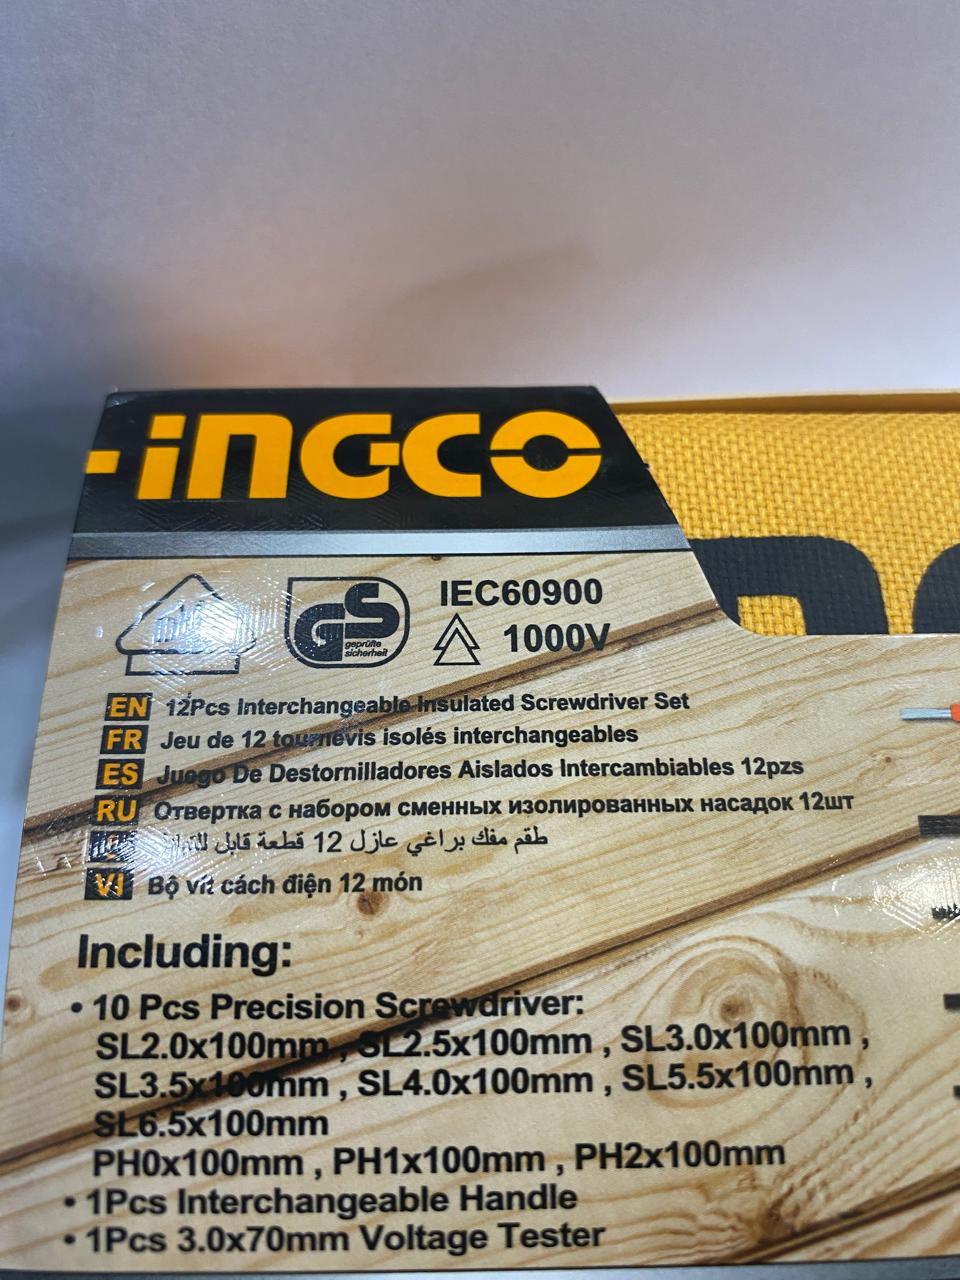 INGCO
GS
geprüfte
sicherheit
IEC60900
1000V
EN 12Pcs Interchangeable Insulated Screwdriver Set
FR Jeu de 12 tournevis isolés interchangeables
ES Juego De Destornilladores Aislados Intercambiables 12pzs
RU Отвертка с набором сменных изолированных насадок 12шт
طقم مفك براغي عازل 12 قطعة قابل
VI Bộ vít cách điện 12 món
Including:
• 10 Pcs Precision Screwdriver:
SL2.0x100mm , SL2.5x100mm , SL3.0x100mm ,
SL3.5x100mm , SL4.0x100mm , SL5.5x100mm ,
SL6.5x100mm
PH0x100mm , PH1x100mm , PH2x100mm
• 1Pcs Interchangeable Handle
• 1Pcs 3.0x70mm Voltage Tester